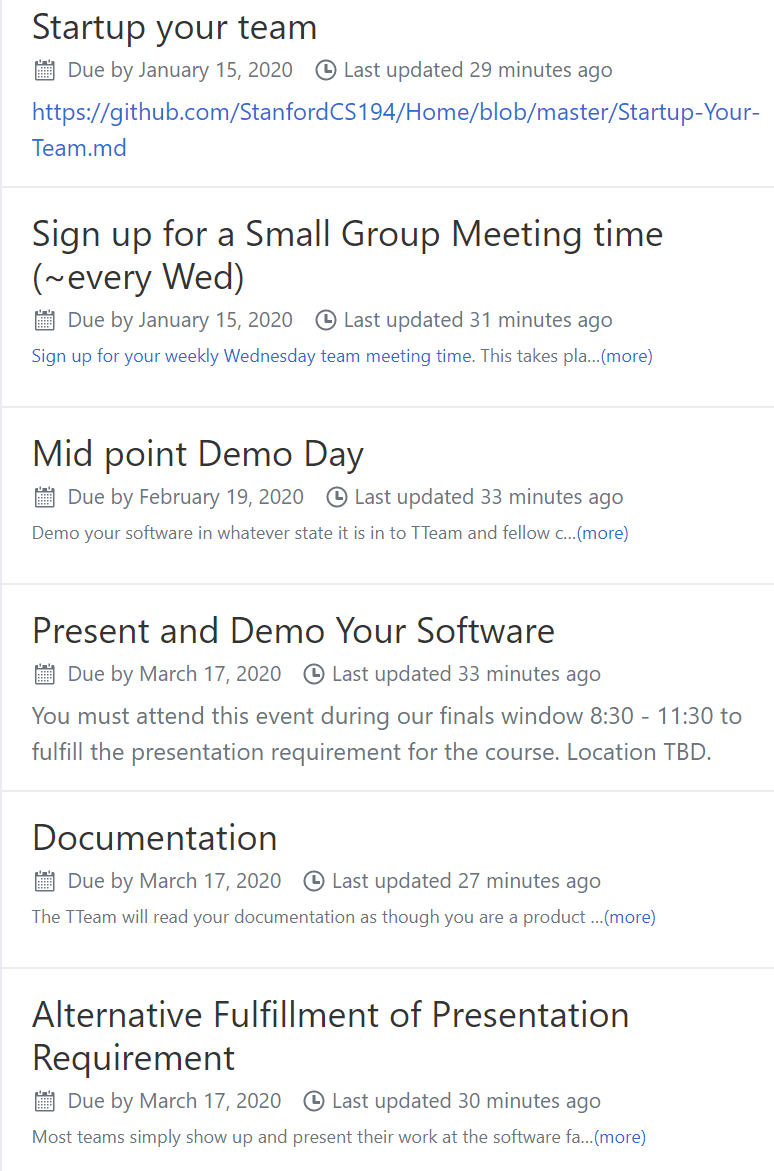 Startup your team
Due by January 15, 2020 Last updated 29 minutes ago
https://github.com/StanfordCS194/Home/blob/master/Startup-Your-
Team.md
Sign up for a Small Group Meeting time
(~every Wed)
Due by January 15, 2020 Last updated 31 minutes ago
Sign up for your weekly Wednesday team meeting time. This takes pla...(more)
Mid point Demo Day
Due by February 19, 2020 Last updated 33 minutes ago
Demo your software in whatever state it is in to TTeam and fellow c...(more)
Present and Demo Your Software
Due by March 17, 2020 Last updated 33 minutes ago
You must attend this event during our finals window 8:30 - 11:30 to
fulfill the presentation requirement for the course. Location TBD.
Documentation
Due by March 17, 2020 Last updated 27 minutes ago
The TTeam will read your documentation as though you are a product ...(more)
Alternative Fulfillment of Presentation
Requirement
Due by March 17, 2020 Last updated 30 minutes ago
Most teams simply show up and present their work at the software fa...(more)